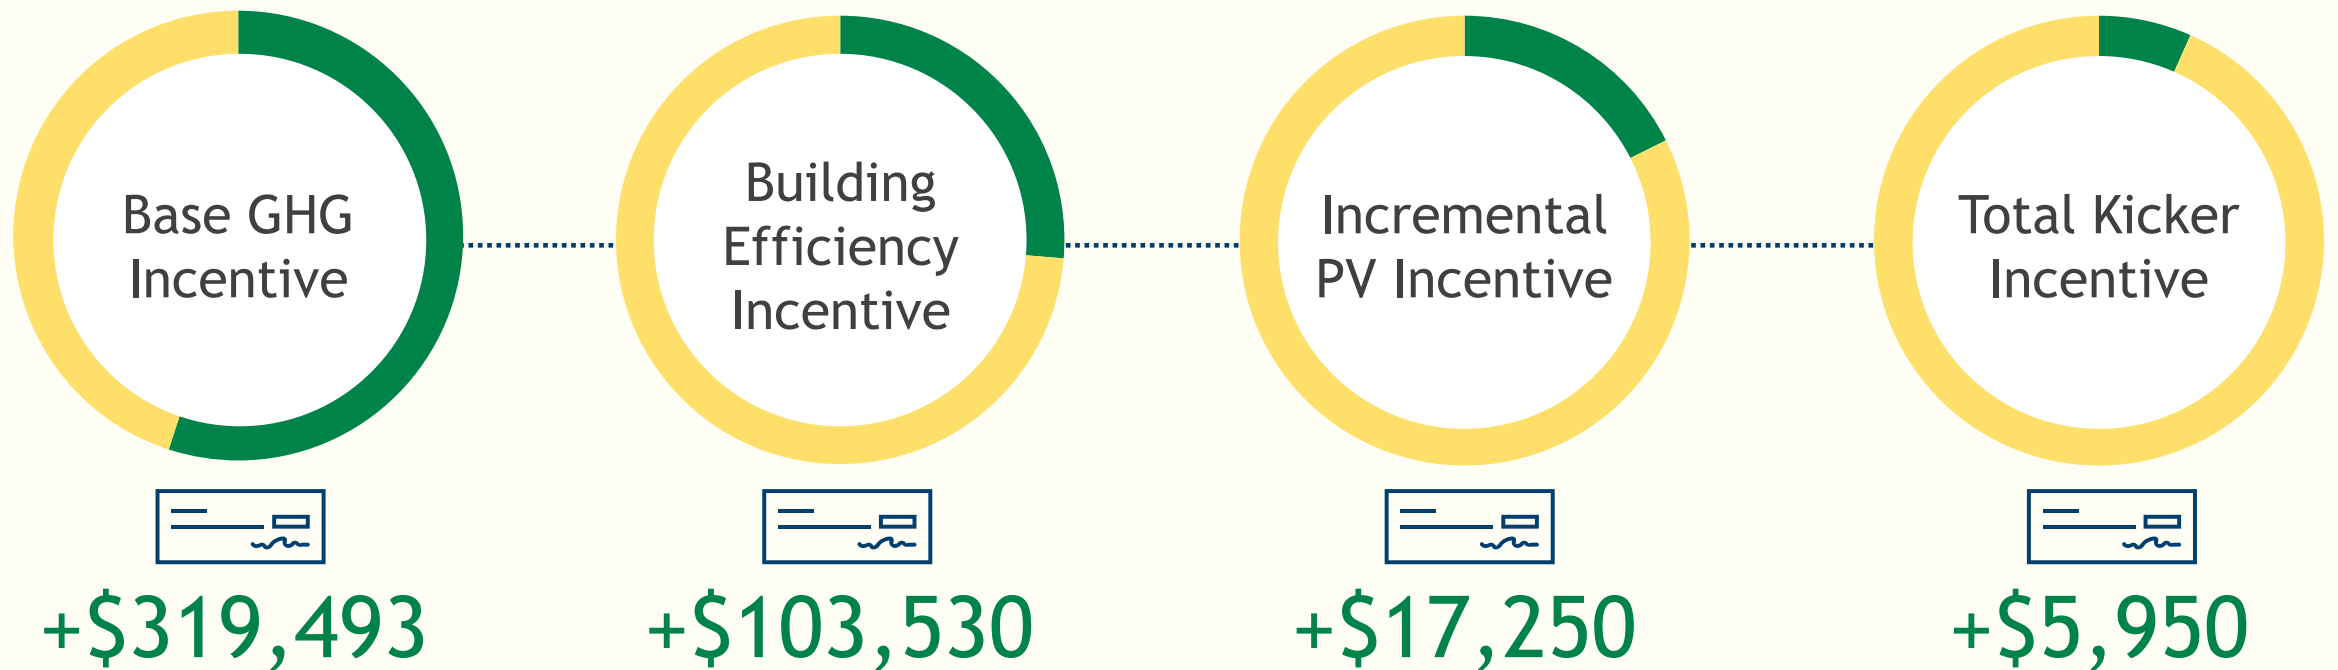 Base GHG
Incentive
Building
Efficiency
Incentive
Incremental
PV Incentive
Total Kicker
Incentive
+$319,493
+$103,530
+$17,250
+$5,950